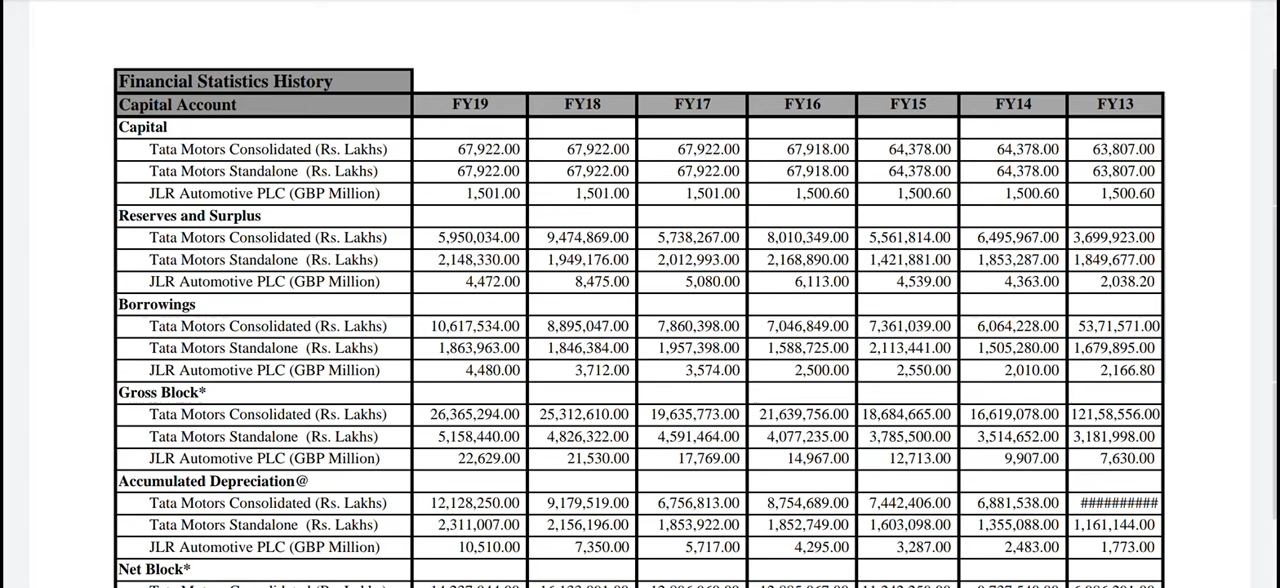 Financial Statistics History
Capital Account FY19 FY18 FY17 FY16 FY15 FY14 FY13
Capital
Tata Motors Consolidated (Rs. Lakhs) 67,922.00 67,922.00 67,922.00 67,918.00 64,378.00 64,378.00 63,807.00
Tata Motors Standalone (Rs. Lakhs) 67,922.00 67,922.00 67,922.00 67,918.00 64,378.00 64,378.00 63,807.00
JLR Automotive PLC (GBP Million) 1,501.00 1,501.00 1,501.00 1,500.60 1,500.60 1,500.60 1,500.60
Reserves and Surplus
Tata Motors Consolidated (Rs. Lakhs) 5,950,034.00 9,474,869.00 5,738,267.00 8,010,349.00 5,561,814.00 6,495,967.00 3,699,923.00
Tata Motors Standalone (Rs. Lakhs) 2,148,330.00 1,949,176.00 2,012,993.00 2,168,890.00 1,421,881.00 1,853,287.00 1,849,677.00
JLR Automotive PLC (GBP Million) 4,472.00 8,475.00 5,080.00 6,113.00 4,539.00 4,363.00 2,038.20
Borrowings
Tata Motors Consolidated (Rs. Lakhs) 10,617,534.00 8,895,047.00 7,860,398.00 7,046,849.00 7,361,039.00 6,064,228.00 53,71,571.00
Tata Motors Standalone (Rs. Lakhs) 1,863,963.00 1,846,384.00 1,957,398.00 1,588,725.00 2,113,441.00 1,505,280.00 1,679,895.00
JLR Automotive PLC (GBP Million) 4,480.00 3,712.00 3,574.00 2,500.00 2,550.00 2,010.00 2,166.80
Gross Block*
Tata Motors Consolidated (Rs. Lakhs) 26,365,294.00 25,312,610.00 19,635,773.00 21,639,756.00 18,684,665.00 16,619,078.00 121,58,556.00
Tata Motors Standalone (Rs. Lakhs) 5,158,440.00 4,826,322.00 4,591,464.00 4,077,235.00 3,785,500.00 3,514,652.00 3,181,998.00
JLR Automotive PLC (GBP Million) 22,629.00 21,530.00 17,769.00 14,967.00 12,713.00 9,907.00 7,630.00
Accumulated Depreciation@
Tata Motors Consolidated (Rs. Lakhs) 12,128,250.00 9,179,519.00 6,756,813.00 8,754,689.00 7,442,406.00 6,881,538.00 ##########
Tata Motors Standalone (Rs. Lakhs) 2,311,007.00 2,156,196.00 1,853,922.00 1,852,749.00 1,603,098.00 1,355,088.00 1,161,144.00
JLR Automotive PLC (GBP Million) 10,510.00 7,350.00 5,717.00 4,295.00 3,287.00 2,483.00 1,773.00
Net Block*